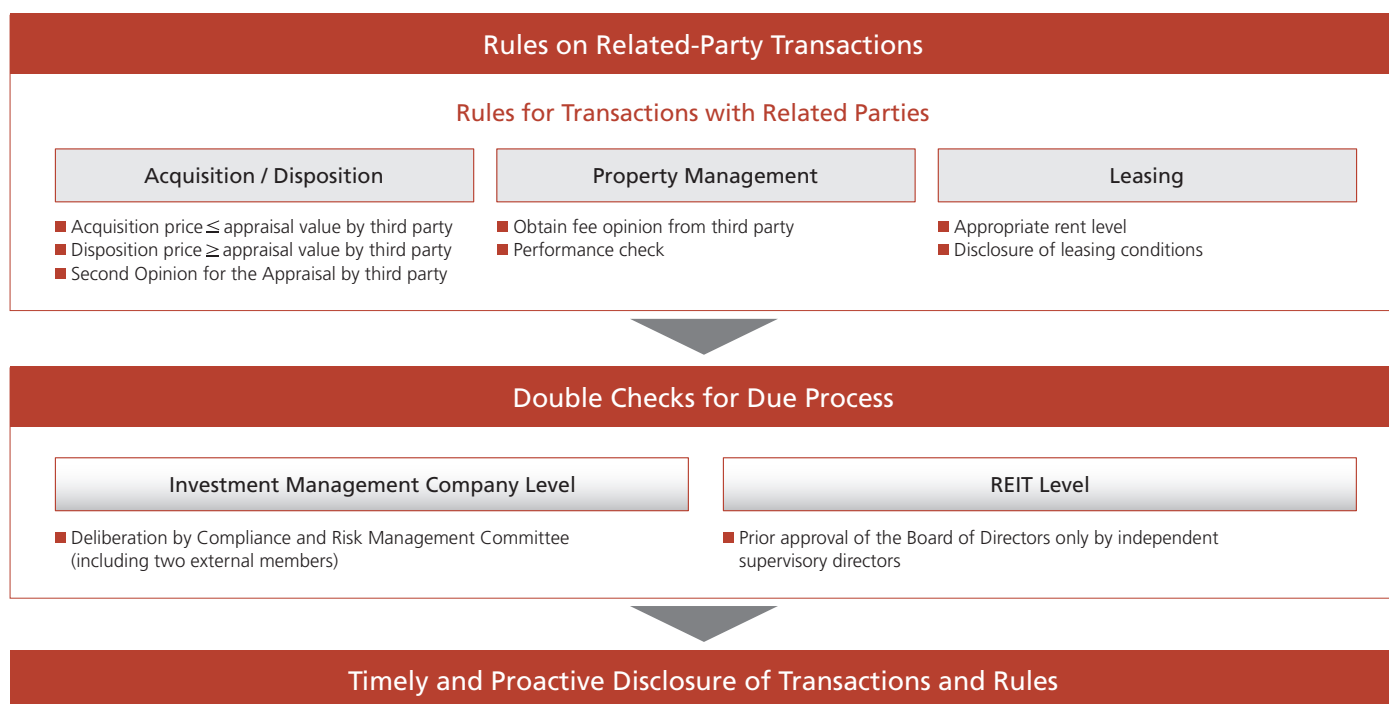 Rules on Related-Party Transactions
Rules for Transactions with Related Parties
Acquisition / Disposition
Acquisition price ≦ appraisal value by third party
Disposition price ≧ appraisal value by third party
Second Opinion for the Appraisal by third party
Property Management
Obtain fee opinion from third party
Performance check
Leasing
Appropriate rent level
Disclosure of leasing conditions
Double Checks for Due Process
Investment Management Company Level
Deliberation by Compliance and Risk Management Committee
(including two external members)
REIT Level
Prior approval of the Board of Directors only by independent
supervisory directors
Timely and Proactive Disclosure of Transactions and Rules